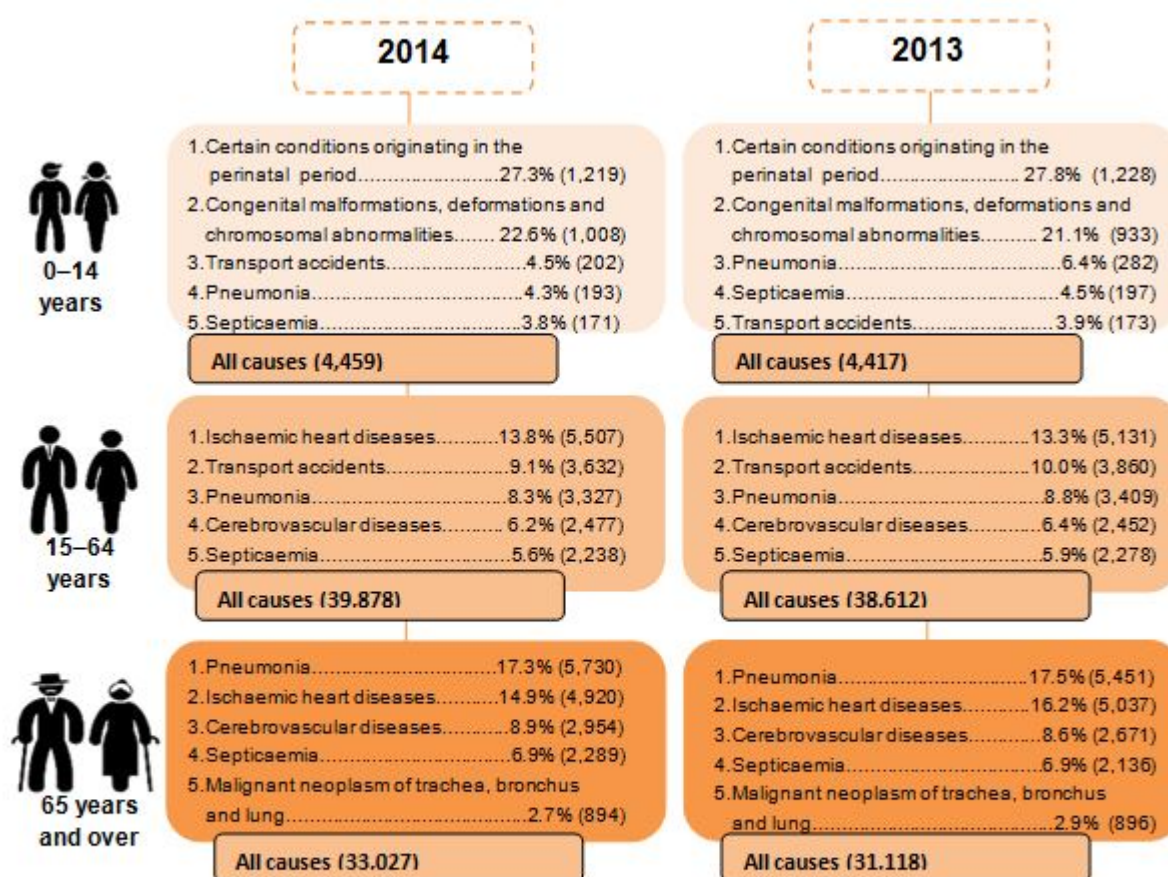 2014
2013
0–14
years
1.Certain conditions originating in the
perinatal period......................27.3% (1,219)
2.Congenital malformations, deformations and
chromosomal abnormalities....... 22.6% (1,008)
3.Transport accidents.......................4.5% (202)
4.Pneumonia.....................................4.3% (193)
5.Septicaemia...................................3.8% (171)
All causes (4,459)
1.Certain conditions originating in the
perinatal period...................... 27.8% (1,228)
2.Congenital malformations, deformations and
chromosomal abnormalities......... 21.1% (933)
3.Pneumonia.....................................6.4% (282)
4.Septicaemia...................................4.5% (197)
5.Transport accidents.......................3.9% (173)
All causes (4,417)
15–64
years
1.Ischaemic heart diseases..........13.8% (5,507)
2.Transport accidents....................9.1% (3,632)
3.Pneumonia..................................8.3% (3,327)
4.Cerebrovascular diseases..........6.2% (2,477)
5.Septicaemia................................5.6% (2,238)
All causes (39.878)
1.Ischaemic heart diseases...........13.3% (5,131)
2.Transport accidents...................10.0% (3,860)
3.Pneumonia..................................8.8% (3,409)
4.Cerebrovascular diseases..........6.4% (2,452)
5.Septicaemia................................5.9% (2,278)
All causes (38.612)
65 years
and over
1.Pneumonia................................17.3% (5,730)
2.Ischaemic heart diseases..........14.9% (4,920)
3.Cerebrovascular diseases..........8.9% (2,954)
4.Septicaemia................................6.9% (2,289)
5.Malignant neoplasm of trachea, bronchus
and lung...........................................2.7% (894)
All causes (33.027)
1.Pneumonia.................................17.5% (5,451)
2.Ischaemic heart diseases...........16.2% (5,037)
3.Cerebrovascular diseases............8.6% (2,671)
4.Septicaemia..................................6.9% (2,136)
5.Malignant neoplasm of trachea, bronchus
and lung...........................................2.9% (896)
All causes (31.118)